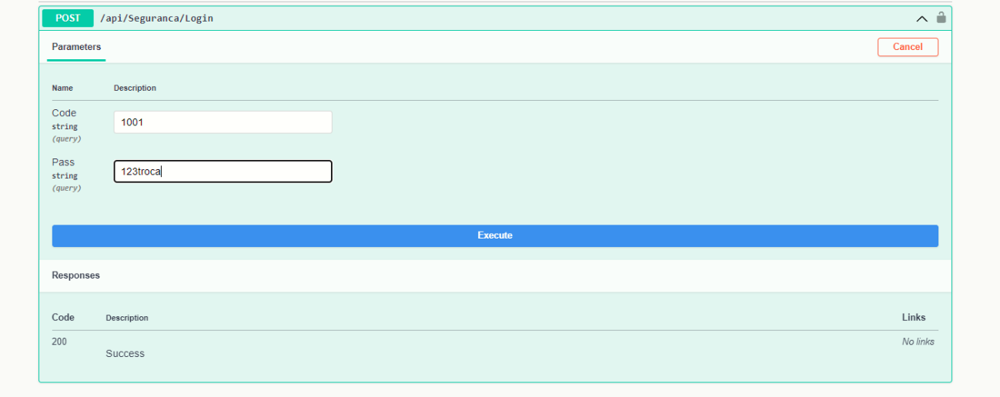 POST /api/Seguranca/Login
Parameters
Cancel
Name Description
Code
string
(query)
1001
Pass
string
(query)
123troca
Execute
Responses
Code Description Links
200
Success
No links